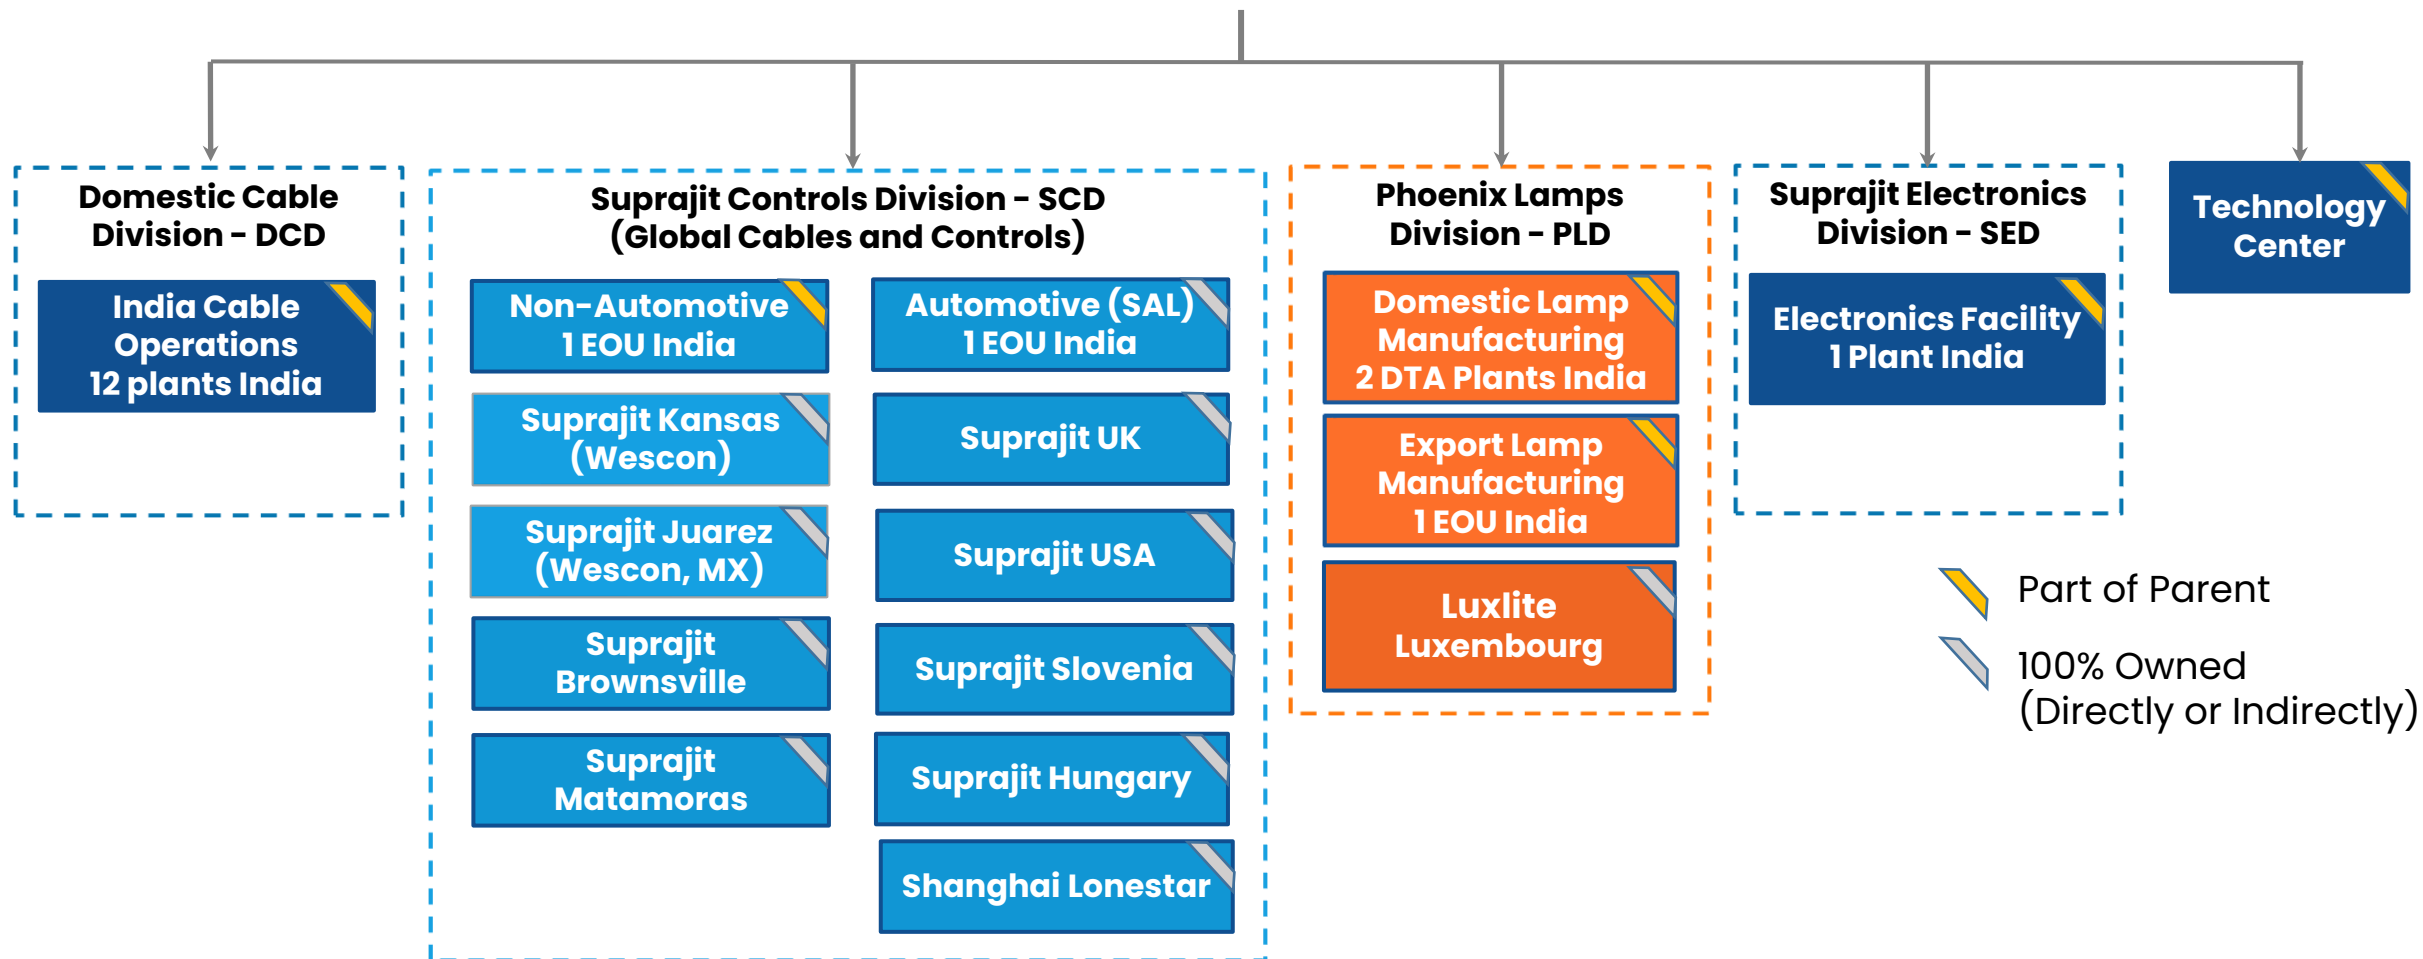 Domestic Cable
Division - DCD
India Cable
Operations
12 plants India
Suprajit Controls Division - SCD
(Global Cables and Controls)
Non-Automotive
1 EOU India
Suprajit Kansas
(Wescon)
Suprajit Juarez
(Wescon, MX)
Suprajit
Brownsville
Suprajit
Matamoras
Automotive (SAL)
1 EOU India
Suprajit UK
Suprajit USA
Suprajit Slovenia
Suprajit Hungary
Shanghai Lonestar
Phoenix Lamps
Division - PLD
Domestic Lamp
Manufacturing
2 DTA Plants India
Export Lamp
Manufacturing
1 EOU India
Luxlite
Luxembourg
Suprajit Electronics
Division - SED
Electronics Facility
1 Plant India
Technology
Center
Part of Parent
100% Owned
(Directly or Indirectly)